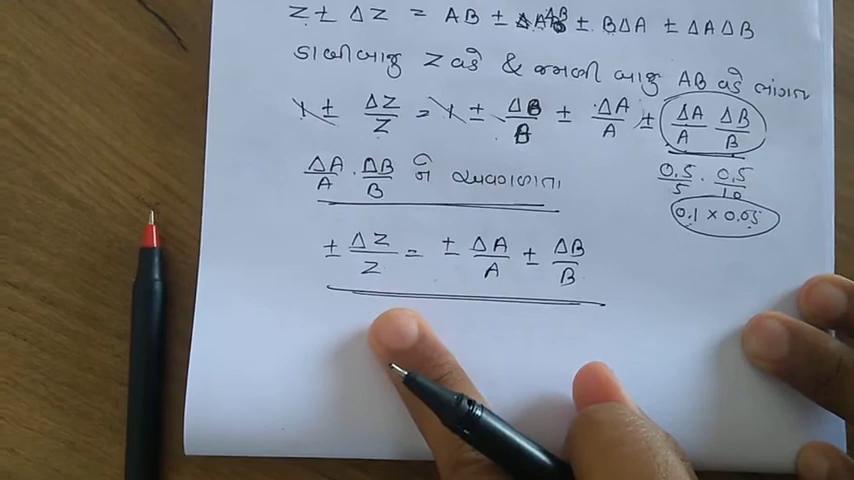 Z ± ΔZ = AB ± AΔB ± BΔA ± ΔAΔB
ડાબીબાજુ Z વડે & જમણી બાજુ AB વડે ભાગતા
1 ± ΔZ/Z = 1 ± ΔB/B ± ΔA/A ± ΔA/A ΔB/B
ΔA/A · ΔB/B ને અવગણતા
0.5/5 · 0.5/10
0.1 × 0.05
± ΔZ/Z = ± ΔA/A ± ΔB/B